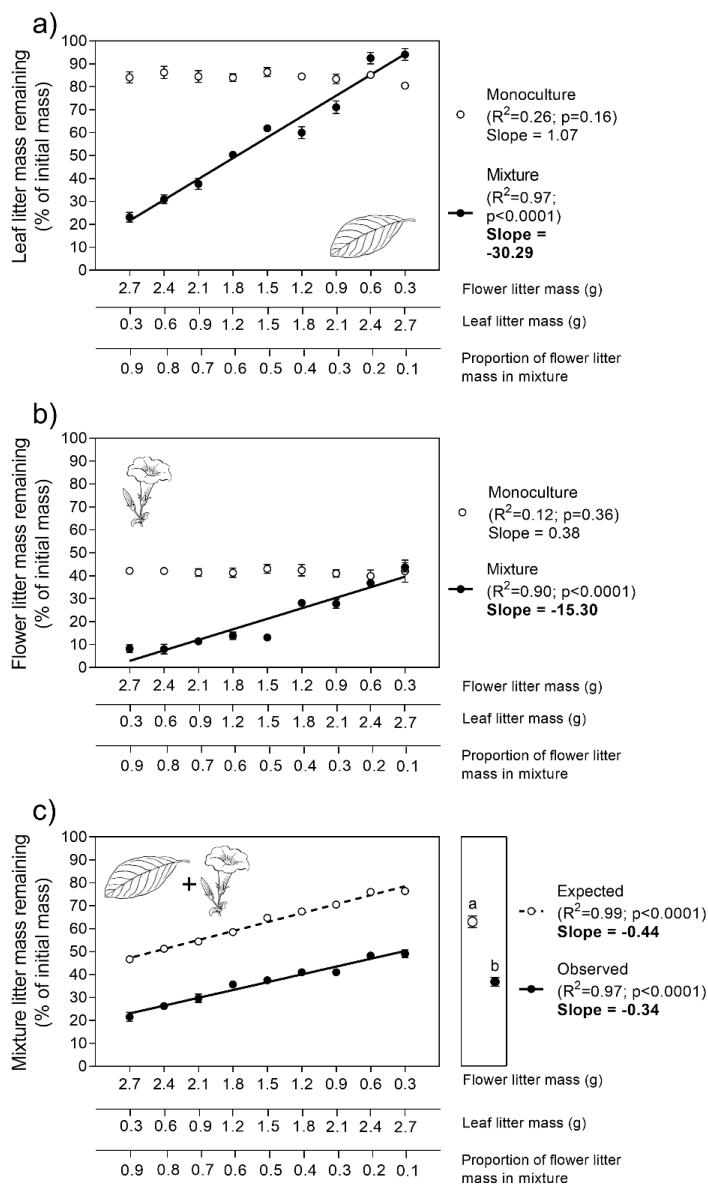 a)
Leaf litter mass remaining
(% of initial mass)
100
90
80
70
60
50
40
30
20
10
0
Monoculture
(R²=0.26; p=0.16)
Slope = 1.07
Mixture
(R²=0.97;
p<0.0001)
Slope =
-30.29
2.7 2.4 2.1 1.8 1.5 1.2 0.9 0.6 0.3 Flower litter mass (g)
0.3 0.6 0.9 1.2 1.5 1.8 2.1 2.4 2.7 Leaf litter mass (g)
0.9 0.8 0.7 0.6 0.5 0.4 0.3 0.2 0.1 Proportion of flower litter
mass in mixture
b)
Flower litter mass remaining
(% of initial mass)
100
90
80
70
60
50
40
30
20
10
0
Monoculture
(R²=0.12; p=0.36)
Slope = 0.38
Mixture
(R²=0.90; p<0.0001)
Slope = -15.30
2.7 2.4 2.1 1.8 1.5 1.2 0.9 0.6 0.3 Flower litter mass (g)
0.3 0.6 0.9 1.2 1.5 1.8 2.1 2.4 2.7 Leaf litter mass (g)
0.9 0.8 0.7 0.6 0.5 0.4 0.3 0.2 0.1 Proportion of flower litter
mass in mixture
c)
Mixture litter mass remaining
(% of initial mass)
100
90
80
70
60
50
40
30
20
10
0
+
a
b
Expected
(R²=0.99; p<0.0001)
Slope = -0.44
Observed
(R²=0.97; p<0.0001)
Slope = -0.34
2.7 2.4 2.1 1.8 1.5 1.2 0.9 0.6 0.3 Flower litter mass (g)
0.3 0.6 0.9 1.2 1.5 1.8 2.1 2.4 2.7 Leaf litter mass (g)
0.9 0.8 0.7 0.6 0.5 0.4 0.3 0.2 0.1 Proportion of flower litter
mass in mixture